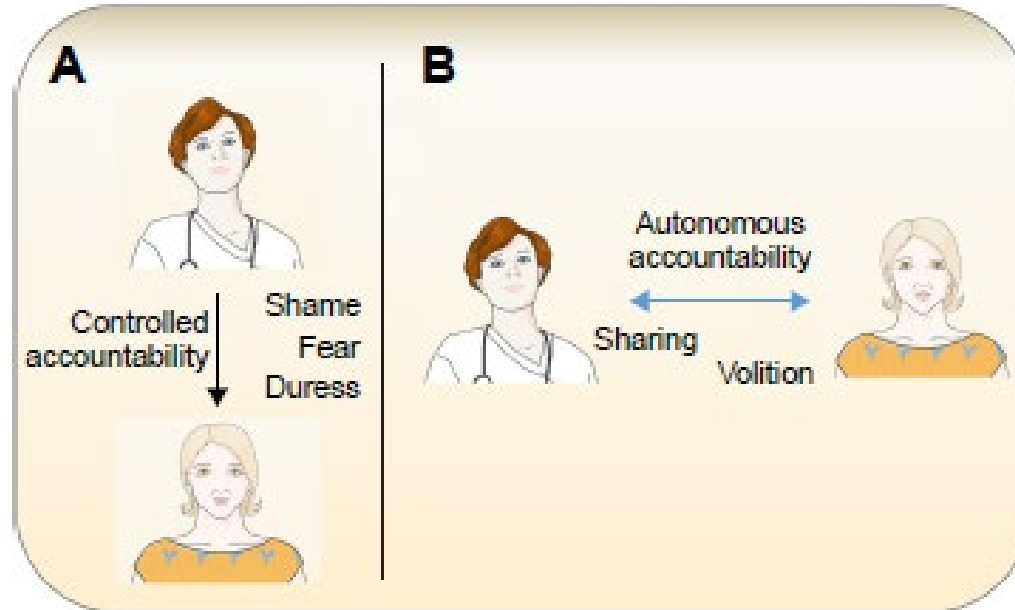 A
Controlled
accountability
Shame
Fear
Duress
B
Autonomous
accountability
Sharing
Volition